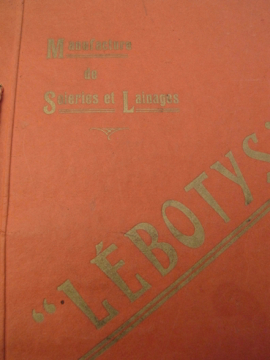 Manufacture
de
Soieries et Lainages
"LÉBOTYS